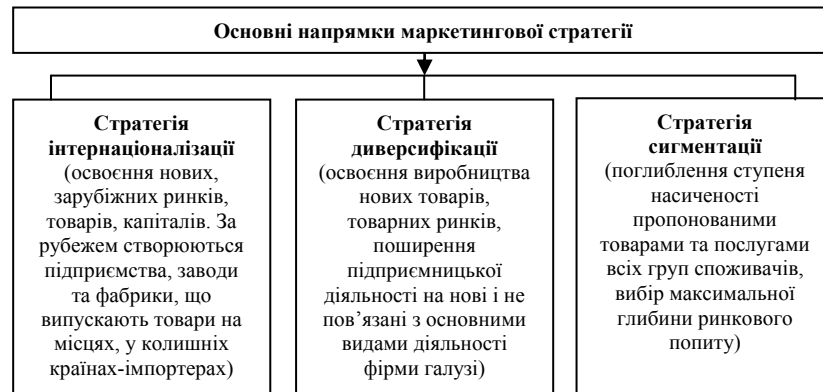 Основні напрямки маркетингової стратегії
Стратегія
інтернаціоналізації
(освоєння нових,
зарубіжних ринків,
товарів, капіталів. За
рубежем створюються
підприємства, заводи
та фабрики, що
випускають товари на
місцях, у колишніх
країнах-імпортерах)
Стратегія
диверсифікації
(освоєння виробництва
нових товарів,
товарних ринків,
поширення
підприємницької
діяльності на нові і не
пов’язані з основними
видами діяльності
фірми галузі)
Стратегія
сигментації
(поглиблення ступеня
насиченості
пропонованими
товарами та послугами
всіх груп споживачів,
вибір максимальної
глибини ринкового
попиту)